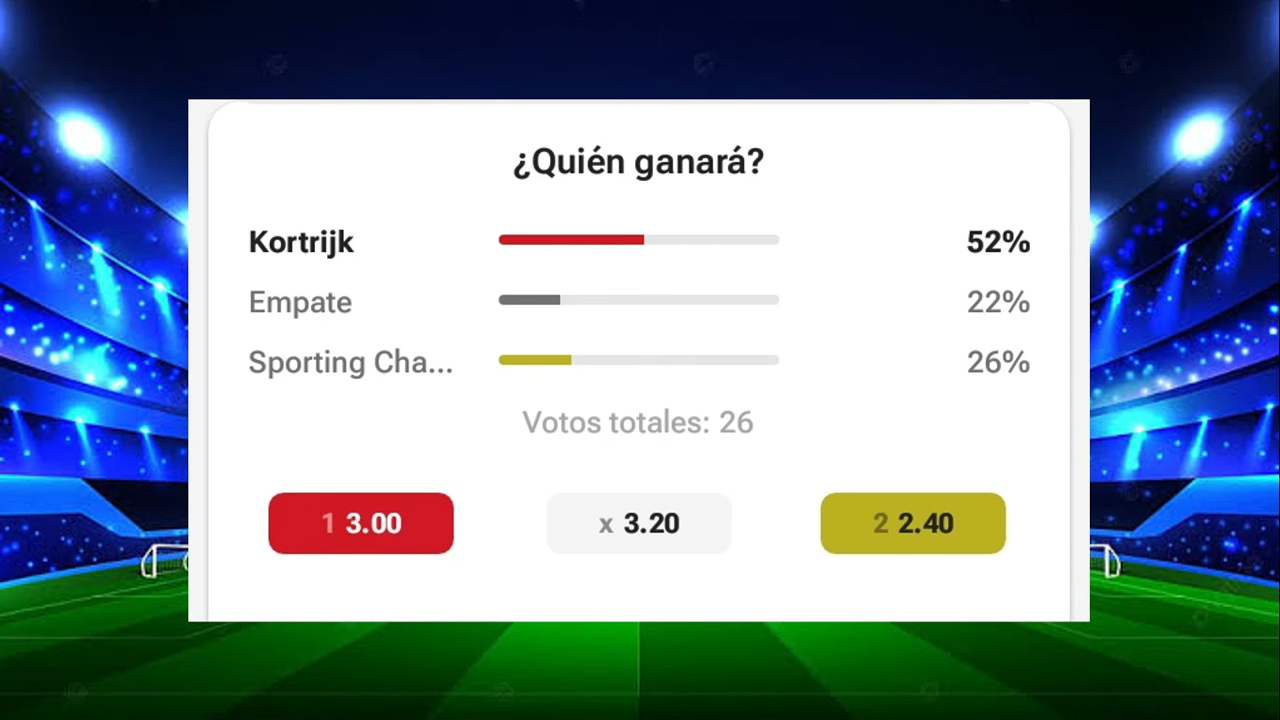 ¿Quién ganará?
Kortrijk 52%
Empate 22%
Sporting Cha... 26%
Votos totales: 26
1 3.00 x 3.20 2 2.40